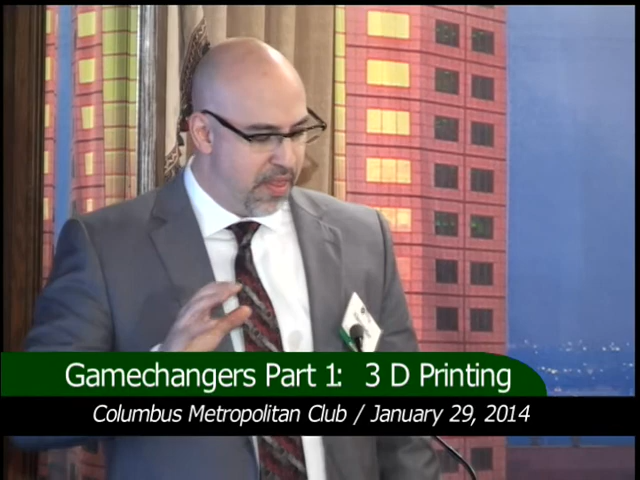 Gamechangers Part 1: 3 D Printing
Columbus Metropolitan Club / January 29, 2014